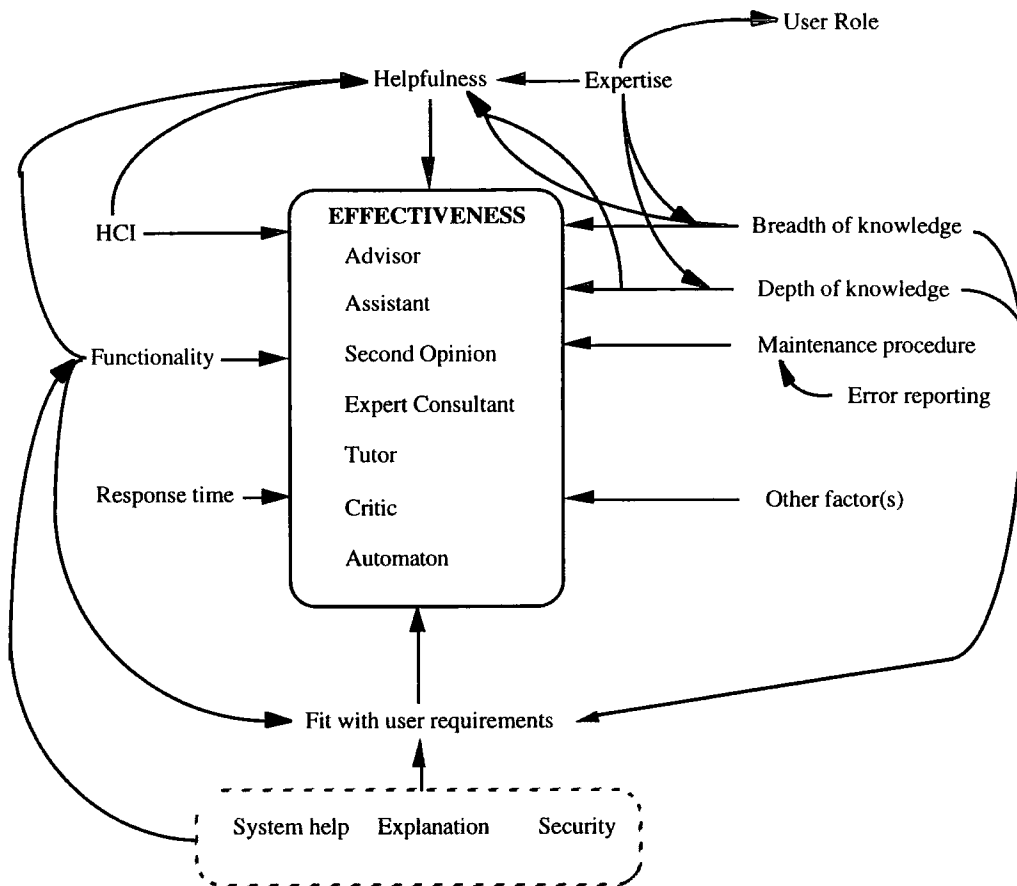 User Role
Helpfulness
Expertise
EFFECTIVENESS
HCI
Breadth of knowledge
Advisor
Depth of knowledge
Assistant
Functionality
Second Opinion
Maintenance procedure
Expert Consultant
Error reporting
Tutor
Response time
Critic
Other factor(s)
Automaton
Fit with user requirements
System help
Explanation
Security